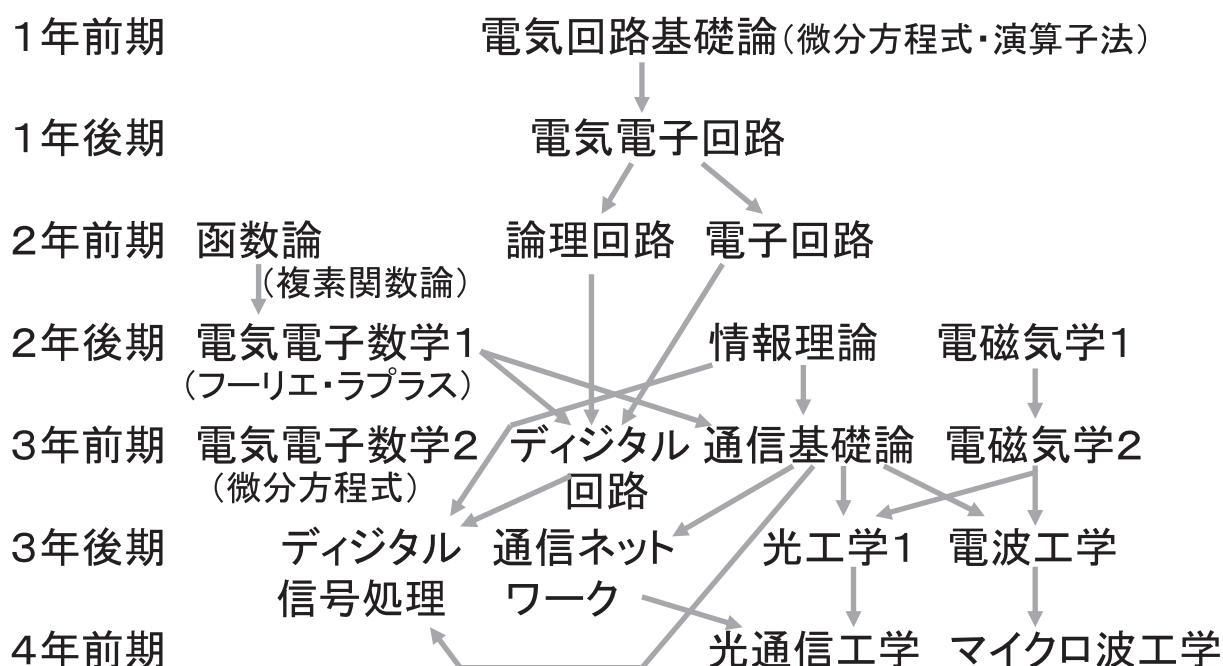 1年前期 電気回路基礎論(微分方程式・演算子法)
1年後期 電気電子回路
2年前期 函数論 論理回路 電子回路
(複素関数論)
2年後期 電気電子数学1 情報理論 電磁気学1
(フーリエ・ラプラス)
3年前期 電気電子数学2 ディジタル 通信基礎論 電磁気学2
(微分方程式) 回路
3年後期 ディジタル 通信ネット 光工学1 電波工学
信号処理 ワーク
4年前期 光通信工学 マイクロ波工学